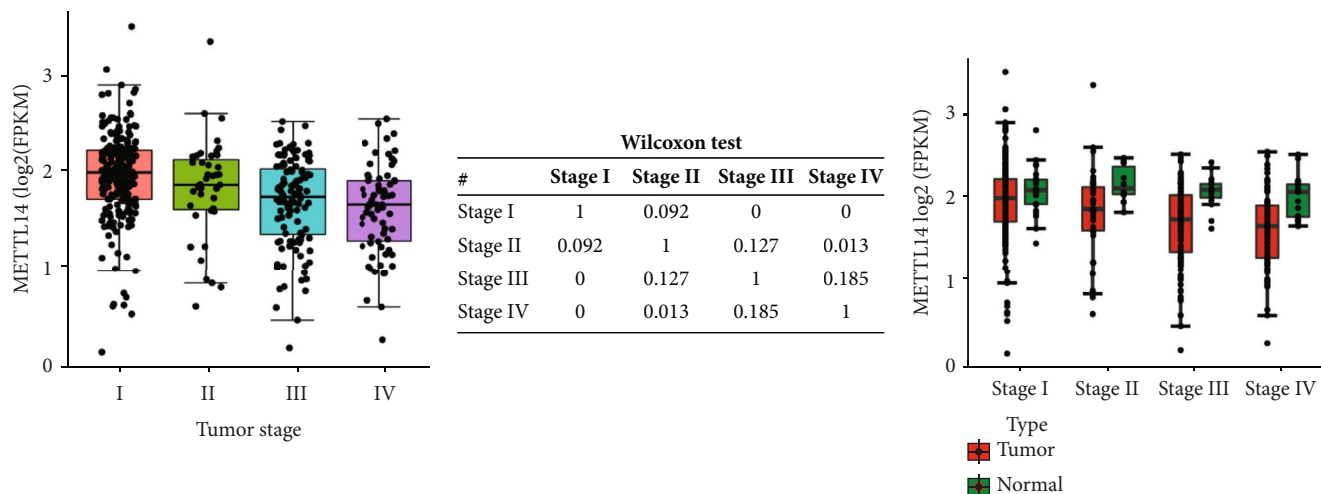 METTL14 (log2(FPKM)
3
2
1
0
I II III IV
Tumor stage
Wilcoxon test
# Stage I Stage II Stage III Stage IV
Stage I 1 0.092 0 0
Stage II 0.092 1 0.127 0.013
Stage III 0 0.127 1 0.185
Stage IV 0 0.013 0.185 1
METTL14 log2 (FPKM)
3
2
1
0
Stage I Stage II Stage III Stage IV
Type
Tumor
Normal